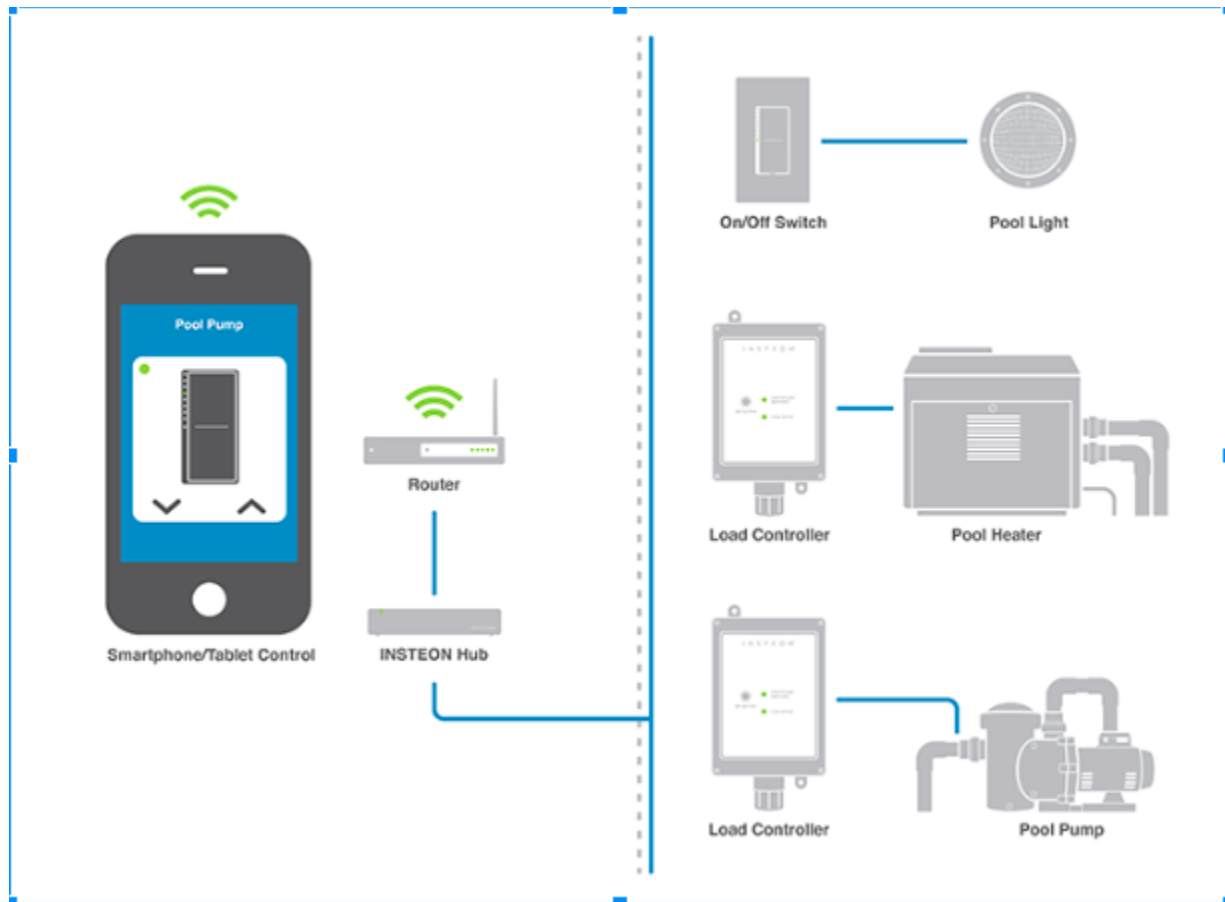 Pool Pump
Smartphone/Tablet Control
Router
INSTEON Hub
On/Off Switch
Pool Light
INSTEON
Load Controller
Pool Heater
INSTEON
Load Controller
Pool Pump